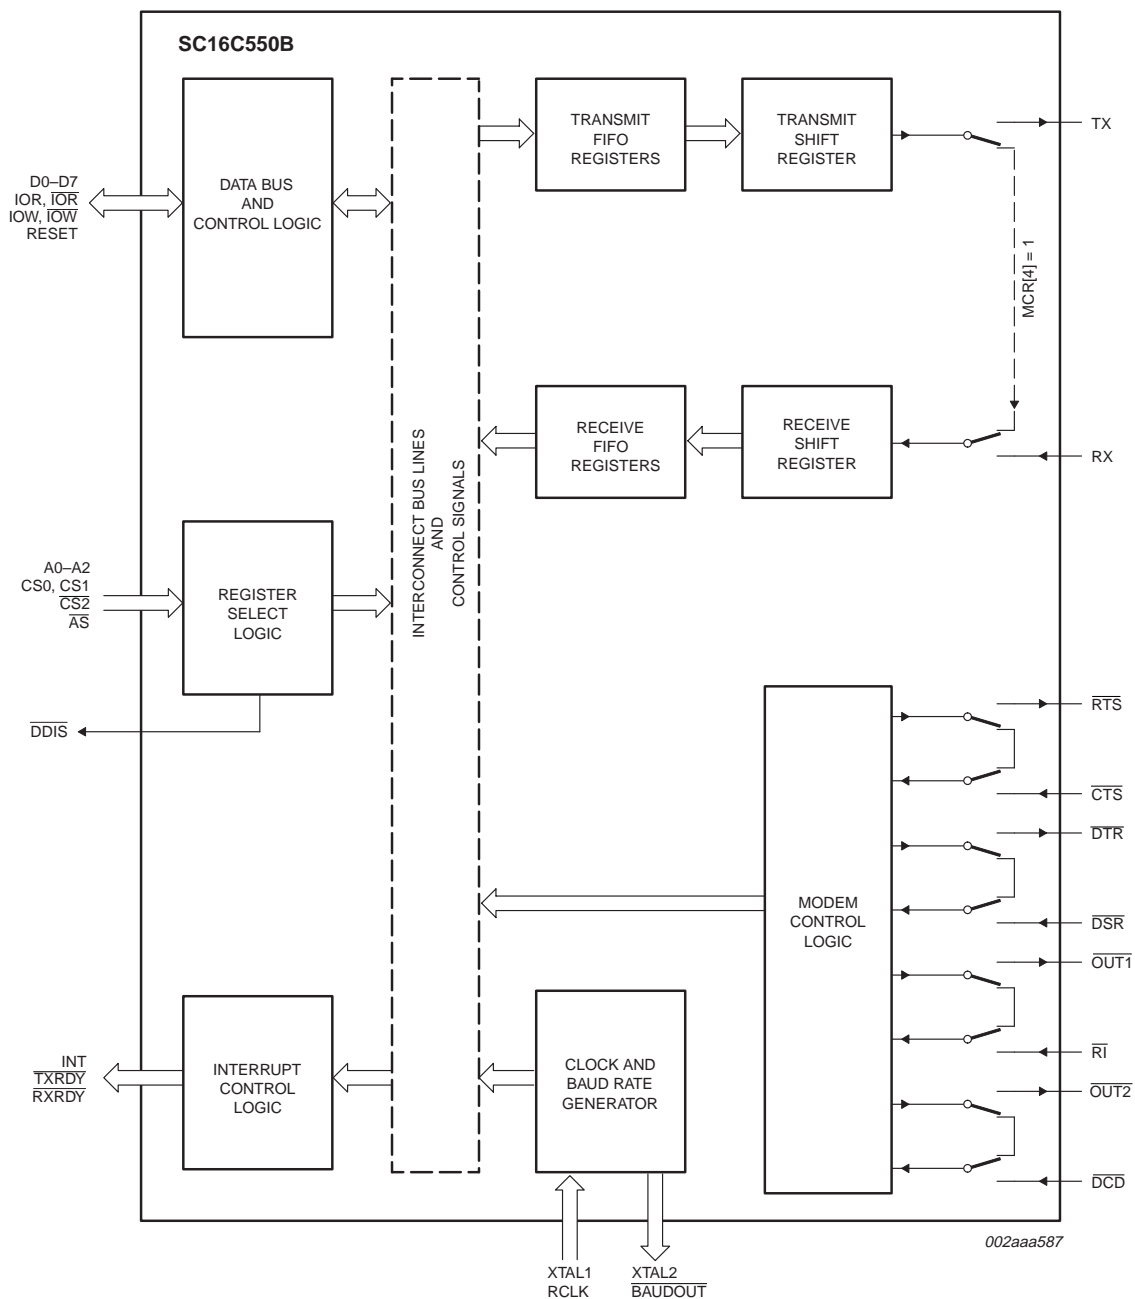 SC16C550B
D0–D7
IOR, IOR
IOW, IOW
RESET
DATA BUS
AND
CONTROL LOGIC
TRANSMIT
FIFO
REGISTERS
TRANSMIT
SHIFT
REGISTER
TX
MCR[4] = 1
RECEIVE
FIFO
REGISTERS
RECEIVE
SHIFT
REGISTER
RX
INTERCONNECT BUS LINES
AND
CONTROL SIGNALS
A0–A2
CS0, CS1
CS2
AS
REGISTER
SELECT
LOGIC
DDIS
MODEM
CONTROL
LOGIC
RTS
CTS
DTR
DSR
OUT1
RI
OUT2
DCD
INT
TXRDY
RXRDY
INTERRUPT
CONTROL
LOGIC
CLOCK AND
BAUD RATE
GENERATOR
XTAL1
RCLK
XTAL2
BAUDOUT
002aaa587